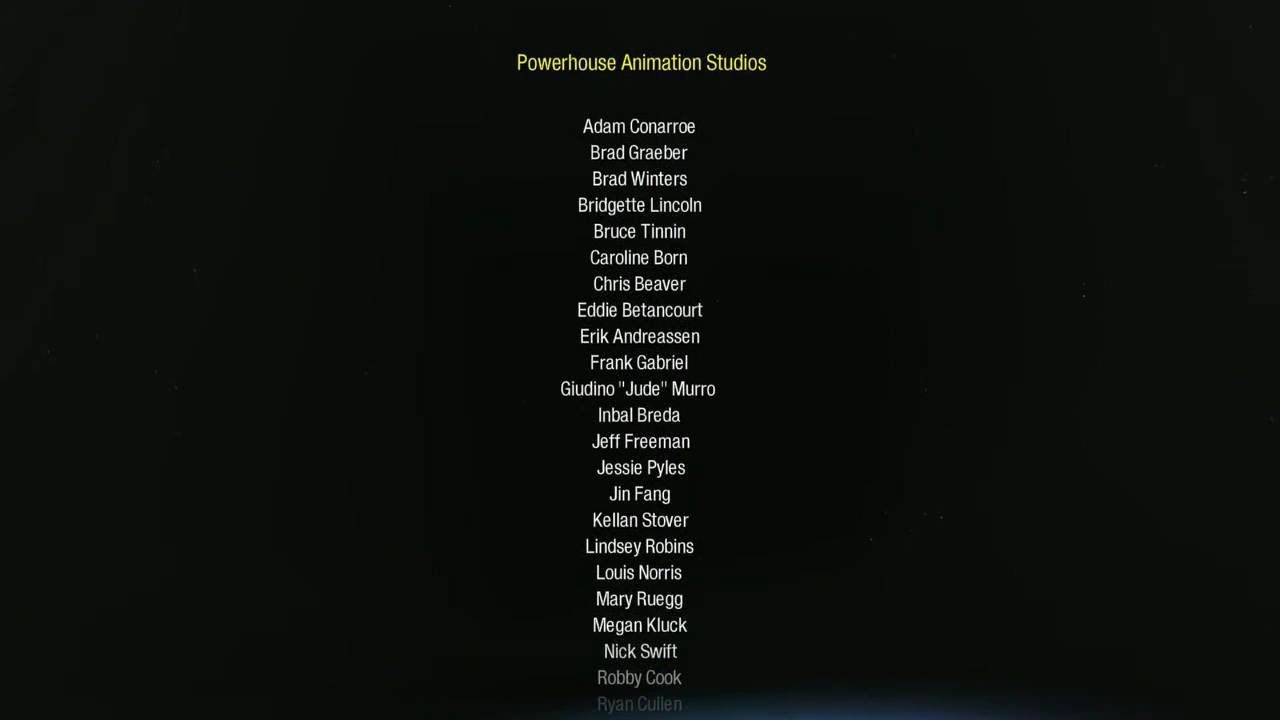 Powerhouse Animation Studios
Adam Conarroe
Brad Graeber
Brad Winters
Bridgette Lincoln
Bruce Tinnin
Caroline Born
Chris Beaver
Eddie Betancourt
Erik Andreassen
Frank Gabriel
Giudino "Jude" Murro
Inbal Breda
Jeff Freeman
Jessie Pyles
Jin Fang
Kellan Stover
Lindsey Robins
Louis Norris
Mary Ruegg
Megan Kluck
Nick Swift
Robby Cook
Ryan Cullen